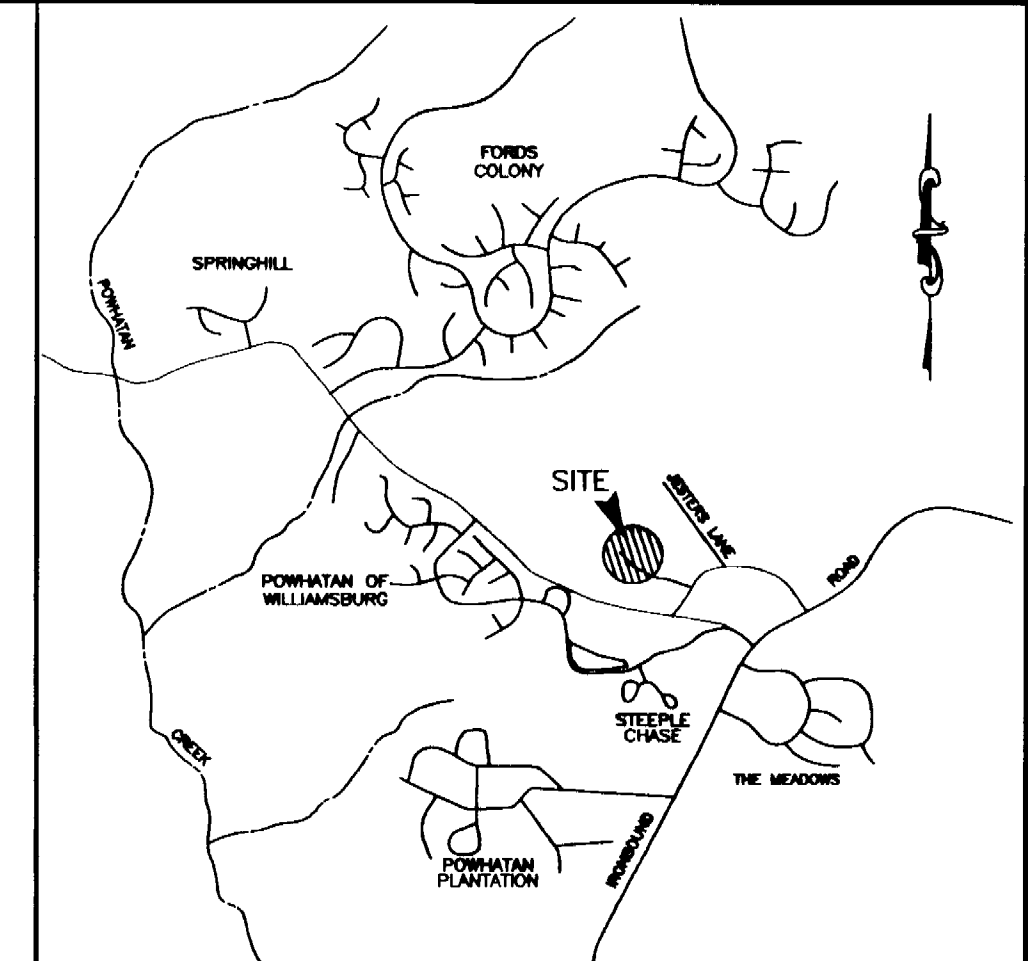 FORDS
COLONY
SPRINGHILL
POWHATAN
SITE
JESTERS LANE
ROAD
POWHATAN OF
WILLIAMSBURG
STEEPLE
CHASE
CREEK
THE MEADOWS
IRONBOUND
POWHATAN
PLANTATION